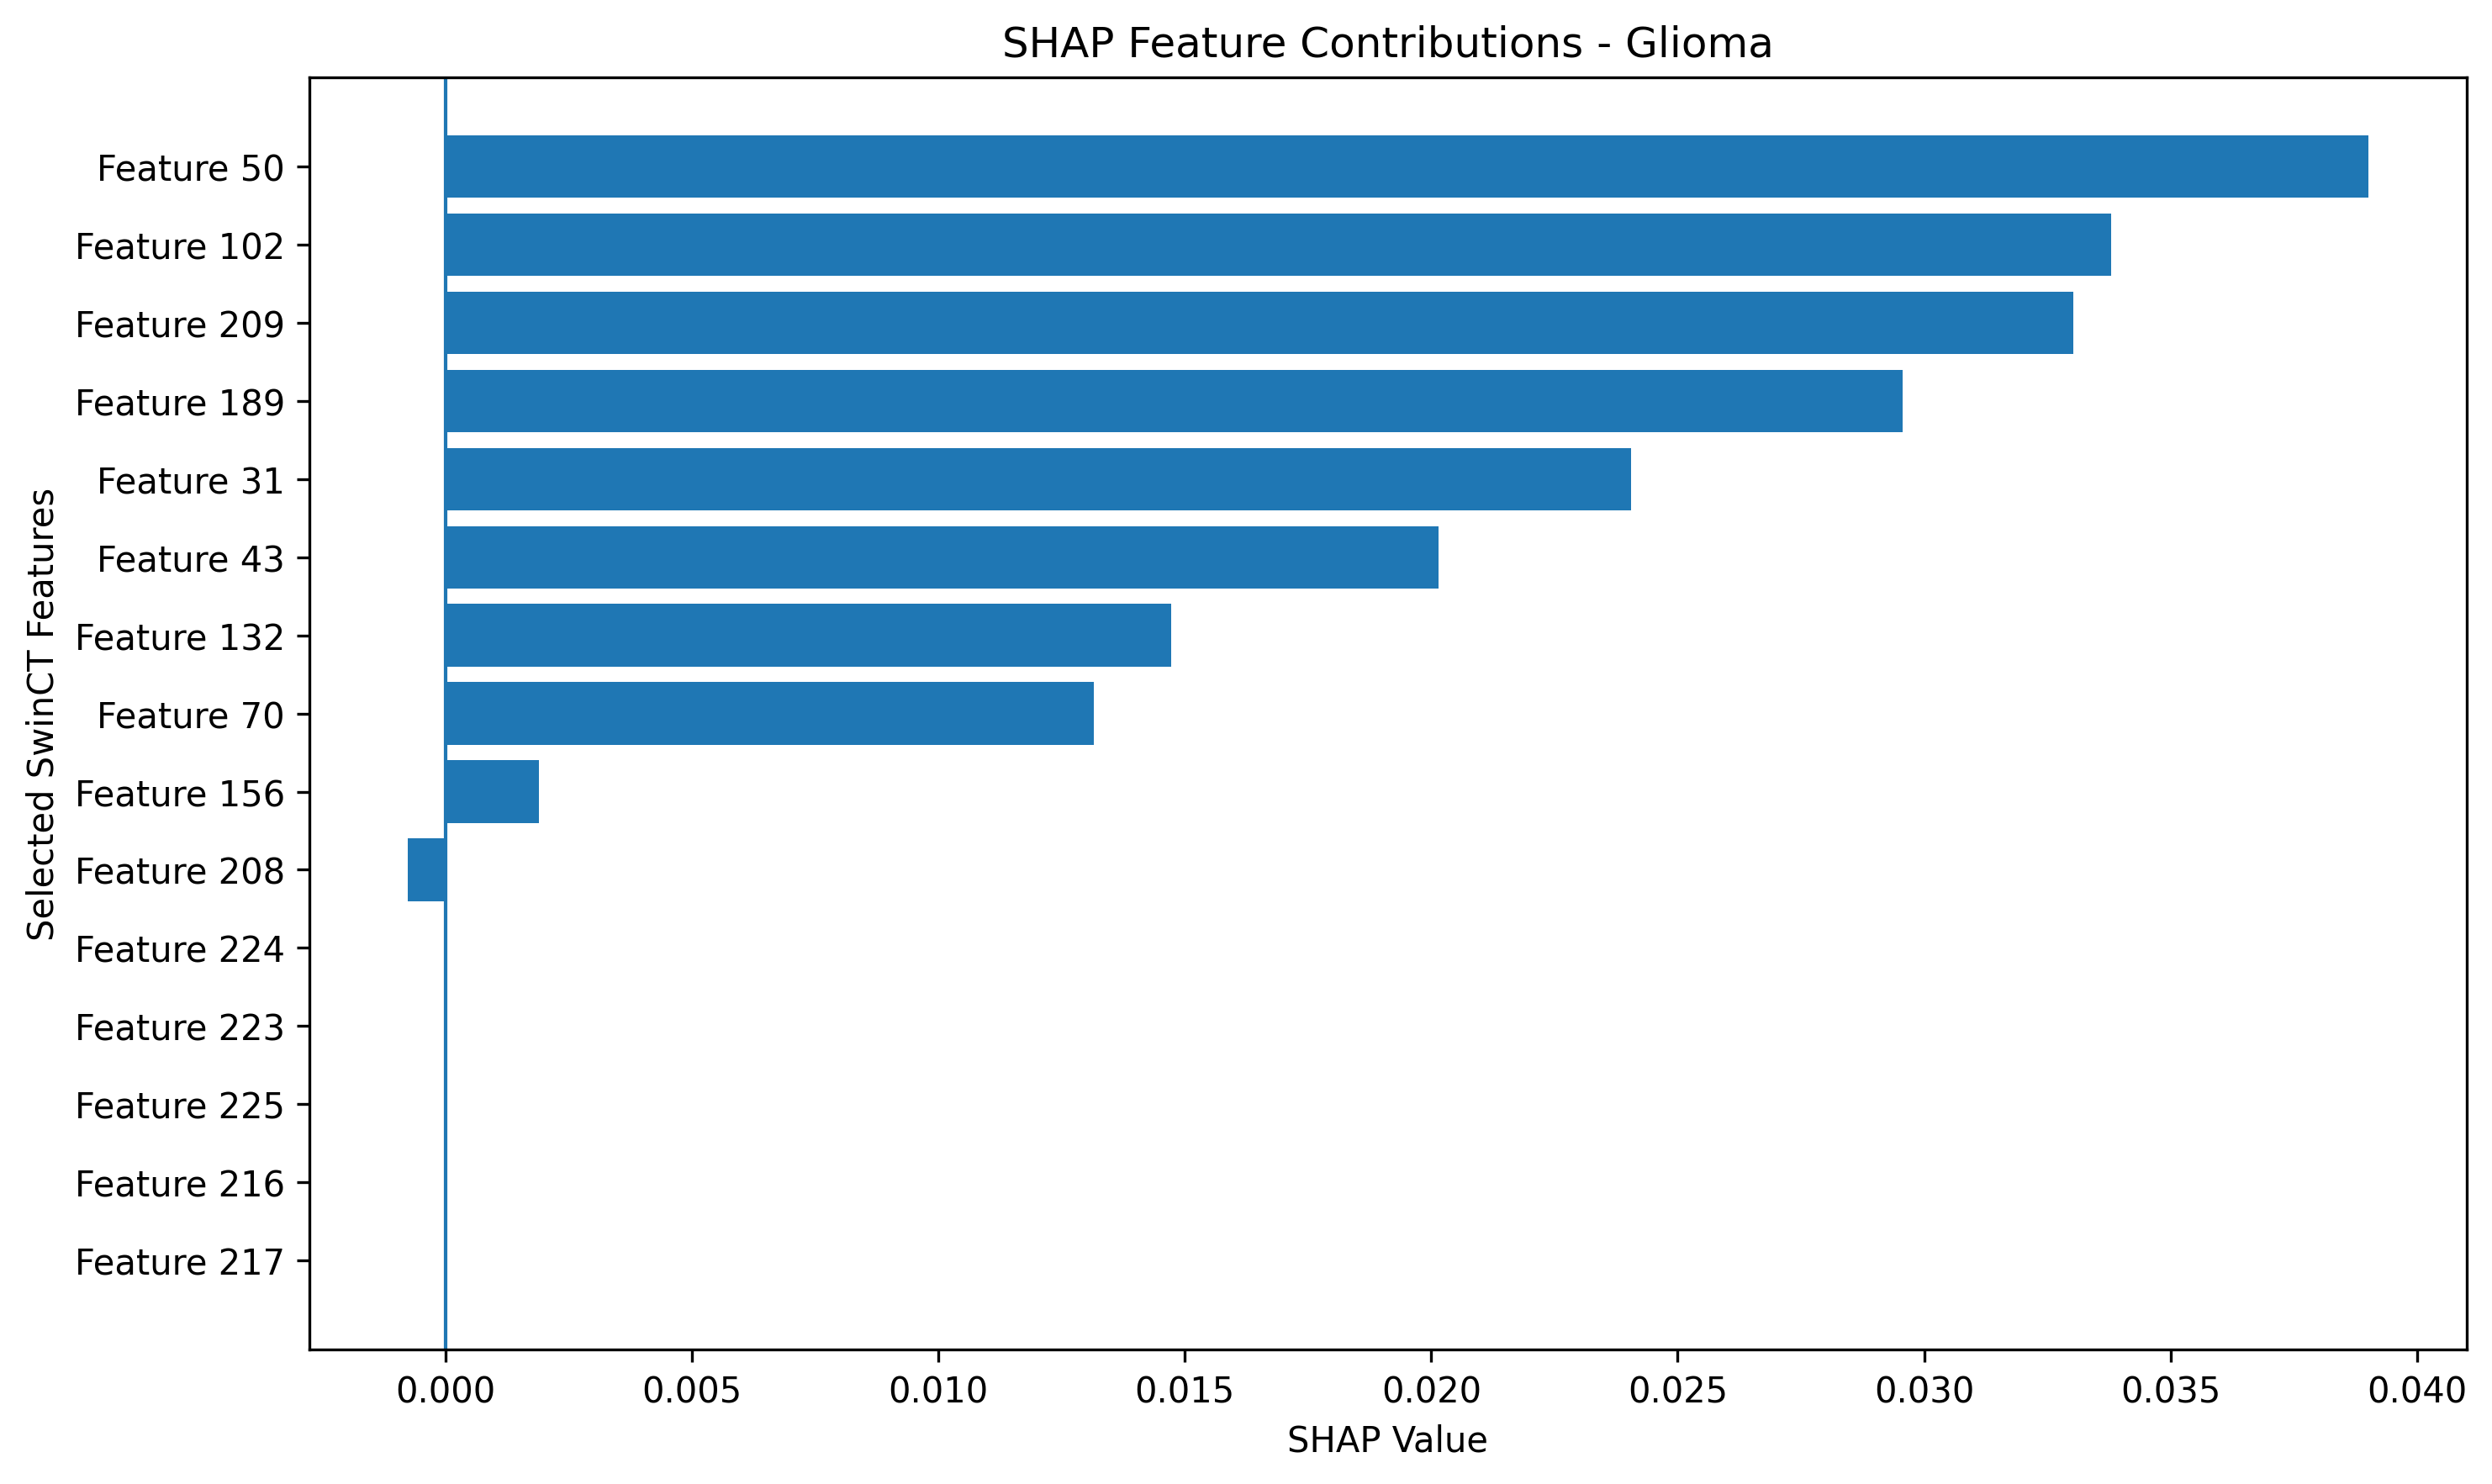 SHAP Feature Contributions - Glioma
Selected SwinCT Features
Feature 50
Feature 102
Feature 209
Feature 189
Feature 31
Feature 43
Feature 132
Feature 70
Feature 156
Feature 208
Feature 224
Feature 223
Feature 225
Feature 216
Feature 217
0.000 0.005 0.010 0.015 0.020 0.025 0.030 0.035 0.040
SHAP Value